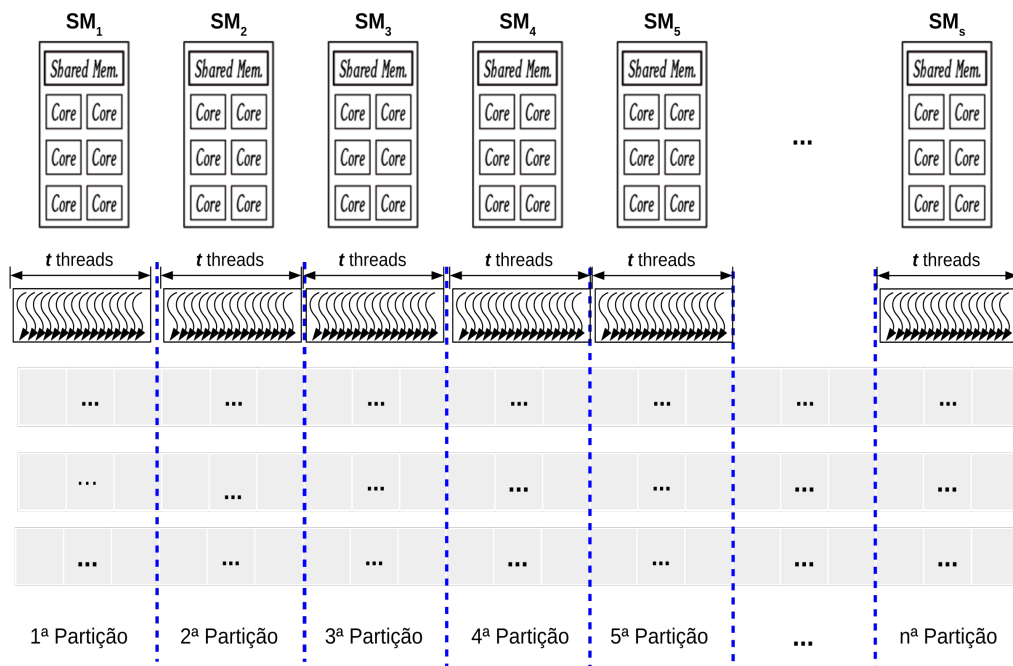 SM1 SM2 SM3 SM4 SM5 SMs
Shared Mem. Shared Mem. Shared Mem. Shared Mem. Shared Mem. Shared Mem.
Core Core Core Core Core Core Core Core Core Core Core Core
...
Core Core Core Core Core Core Core Core Core Core Core Core
Core Core Core Core Core Core Core Core Core Core Core Core
t threads t threads t threads t threads t threads t threads
... ... ... ... ... ... ...
... ... ... ... ... ... ...
... ... ... ... ... ... ...
1ª Partição 2ª Partição 3ª Partição 4ª Partição 5ª Partição ... nª Partição